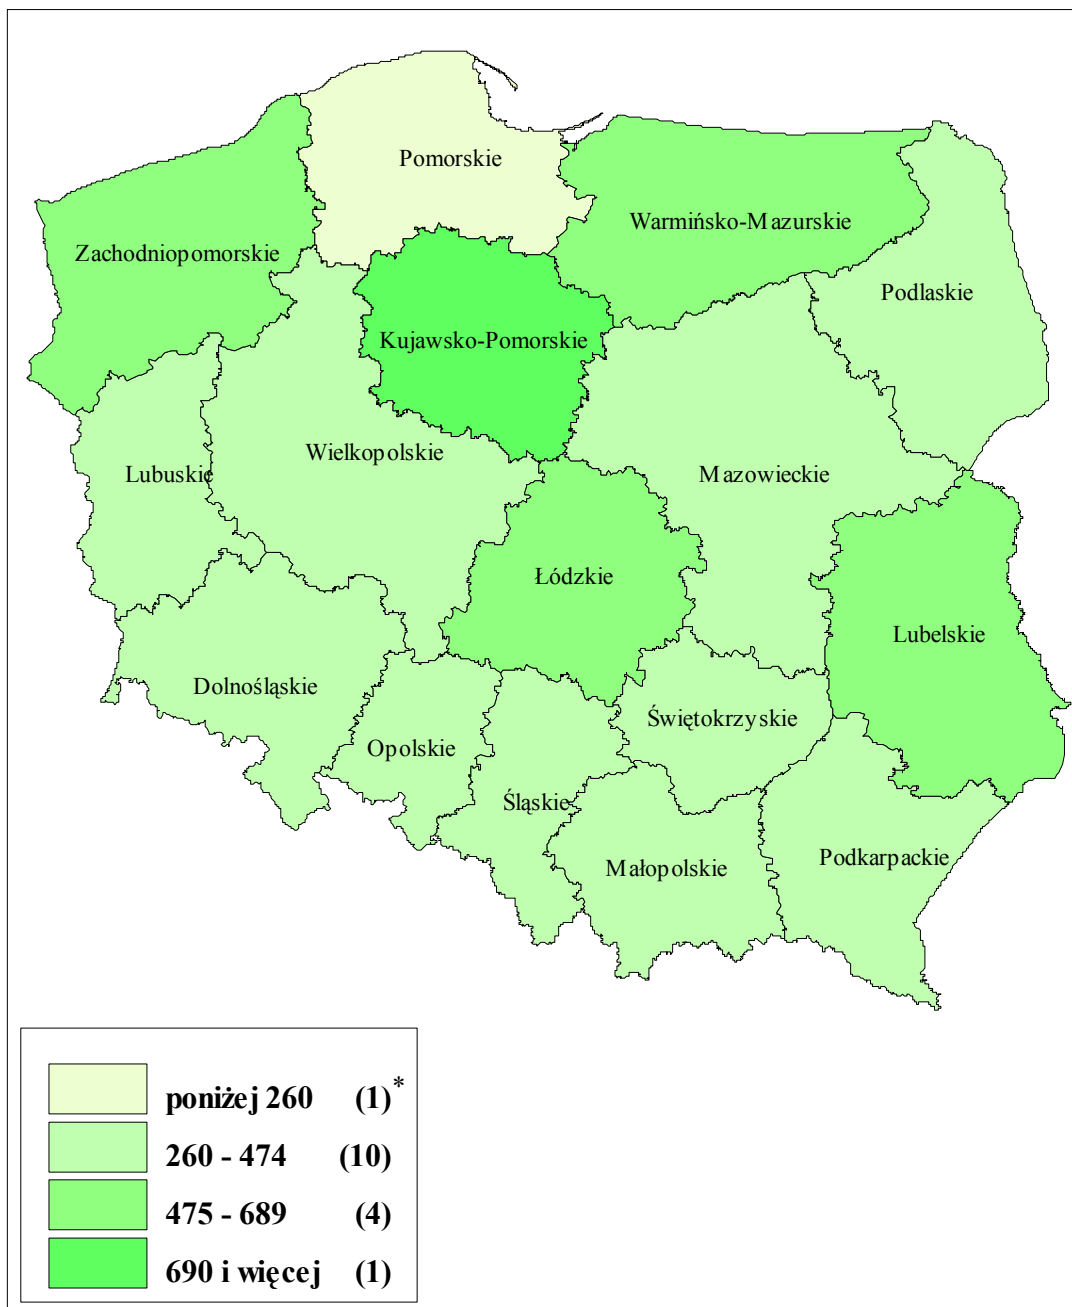 Pomorskie
Warmińsko-Mazurskie
Zachodniopomorskie
Podlaskie
Kujawsko-Pomorskie
Wielkopolskie
Lubuskie
Mazowieckie
Łódzkie
Lubelskie
Dolnośląskie
Świętokrzyskie
Opolskie
Śląskie
Podkarpackie
Małopolskie
poniżej 260 (1)*
260 - 474 (10)
475 - 689 (4)
690 i więcej (1)